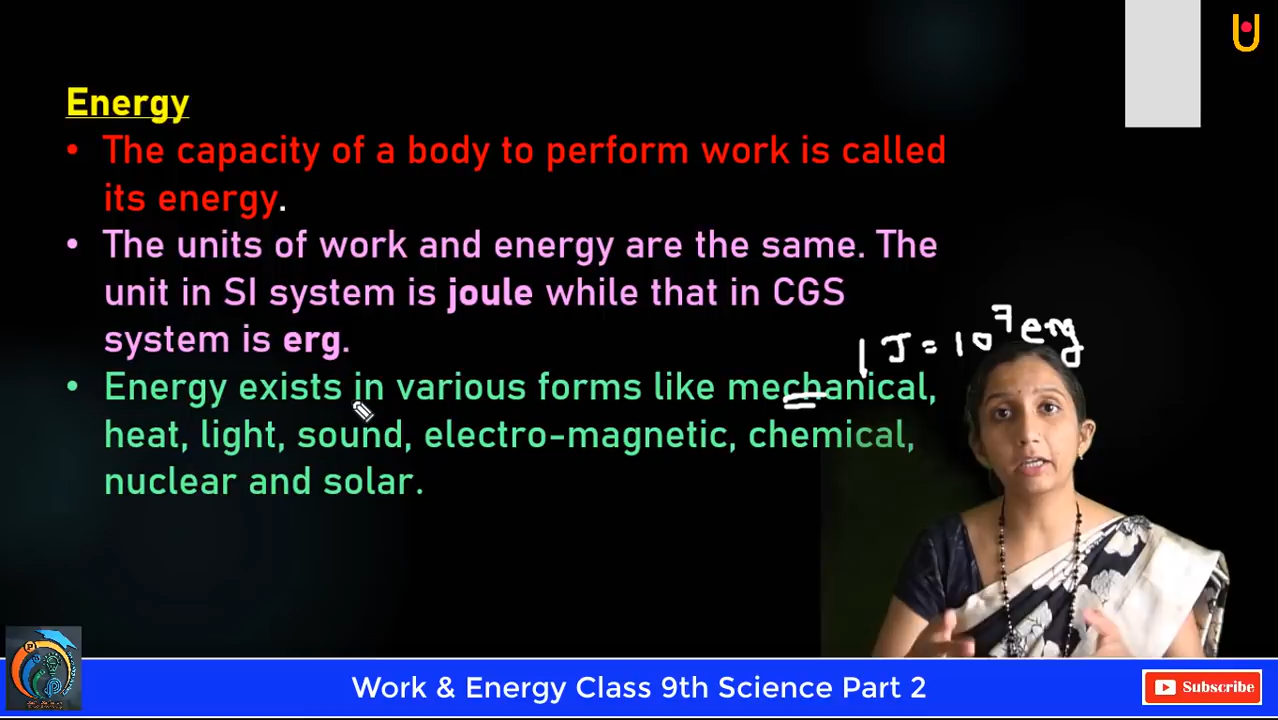 Energy
• The capacity of a body to perform work is called
its energy.
• The units of work and energy are the same. The
unit in SI system is joule while that in CGS
system is erg.
1 J = 10⁷ erg
• Energy exists in various forms like mechanical,
heat, light, sound, electro-magnetic, chemical,
nuclear and solar.
Work & Energy Class 9th Science Part 2
Subscribe